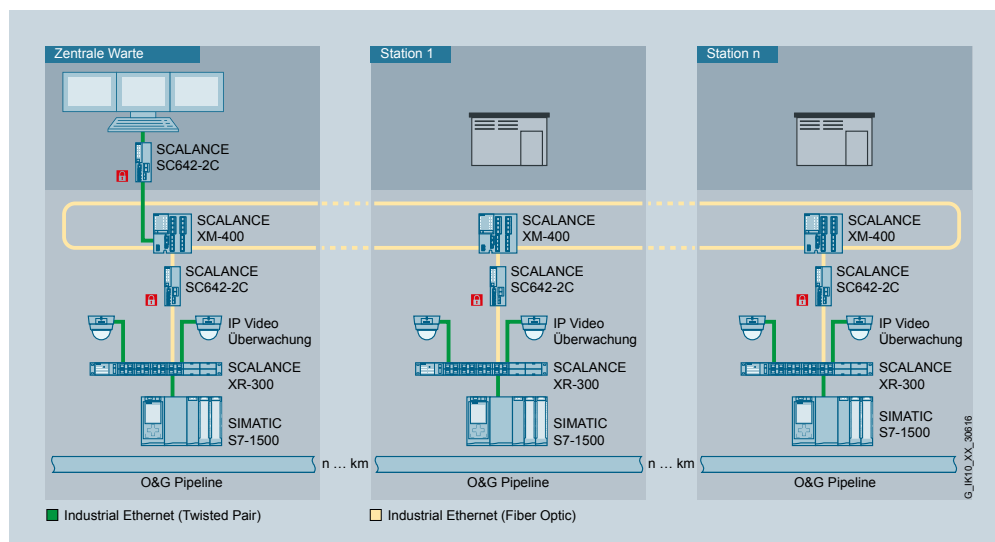 Zentrale Warte
Station 1
Station n
SCALANCE
SC642-2C
SCALANCE
XM-400
SCALANCE
XM-400
SCALANCE
XM-400
SCALANCE
SC642-2C
SCALANCE
SC642-2C
SCALANCE
SC642-2C
IP Video
Überwachung
IP Video
Überwachung
IP Video
Überwachung
SCALANCE
XR-300
SCALANCE
XR-300
SCALANCE
XR-300
SIMATIC
S7-1500
SIMATIC
S7-1500
SIMATIC
S7-1500
n … km
n … km
O&G Pipeline
O&G Pipeline
O&G Pipeline
Industrial Ethernet (Twisted Pair)
Industrial Ethernet (Fiber Optic)
G_IK10_XX_30616